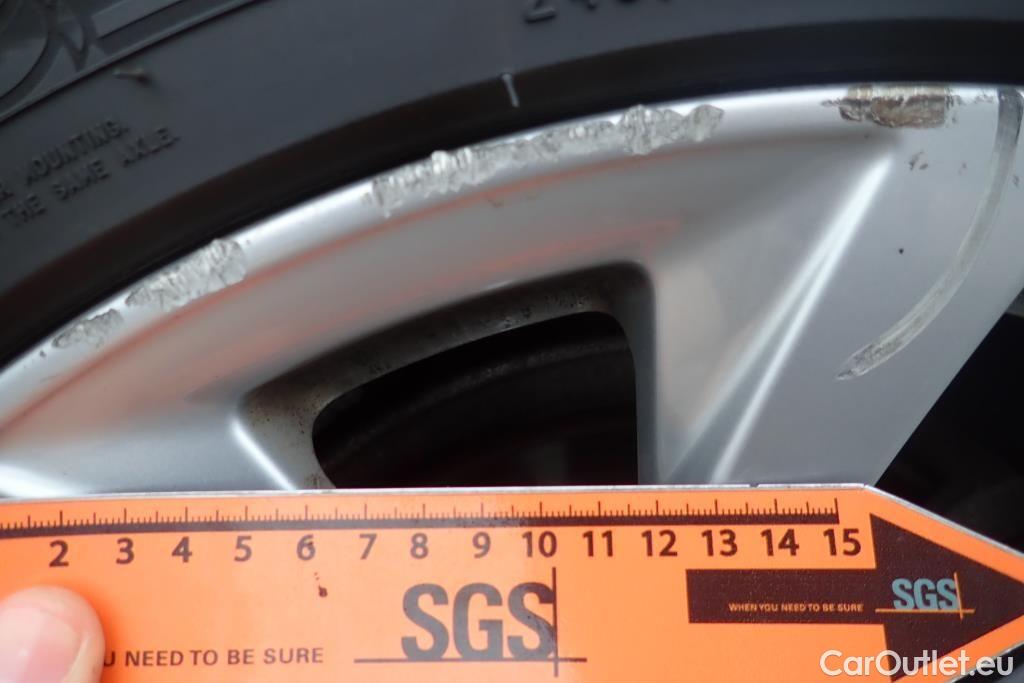 MOUNTING.
THE SAME AXLE.
2 3 4 5 6 7 8 9 10 11 12 13 14 15
SGS
NEED TO BE SURE
SGS
WHEN YOU NEED TO BE SURE
CarOutlet.eu